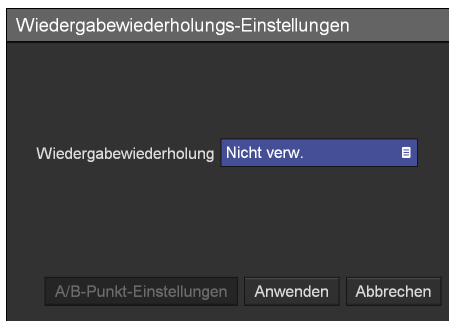 Wiedergabewiederholungs-Einstellungen
Wiedergabewiederholung Nicht verw.
A/B-Punkt-Einstellungen Anwenden Abbrechen